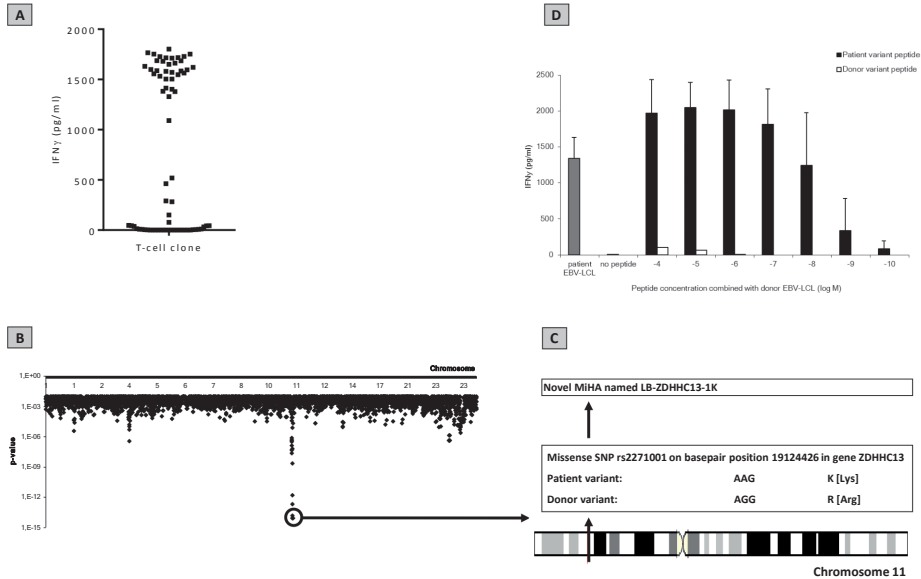 A
2000
1500
1000
500
0
IFNγ (pg/ml)
T-cell clone
D
Patient variant peptide
Donor variant peptide
2500
2000
1500
1000
500
0
IFNγ (pg/ml)
patient EBV-LCL
no peptide
-4 -5 -6 -7 -8 -9 -10
Peptide concentration combined with donor EBV-LCL (log M)
B
Chromosome
1 1 2 4 5 6 7 8 10 11 12 14 17 21 23 23
1,E+00
1,E-03
1,E-06
1,E-09
1,E-12
1,E-15
p-value
C
Novel MiHA named LB-ZDHHC13-1K
Missense SNP rs2271001 on basepair position 19124426 in gene ZDHHC13
Patient variant: AAG K [Lys]
Donor variant: AGG R [Arg]
Chromosome 11